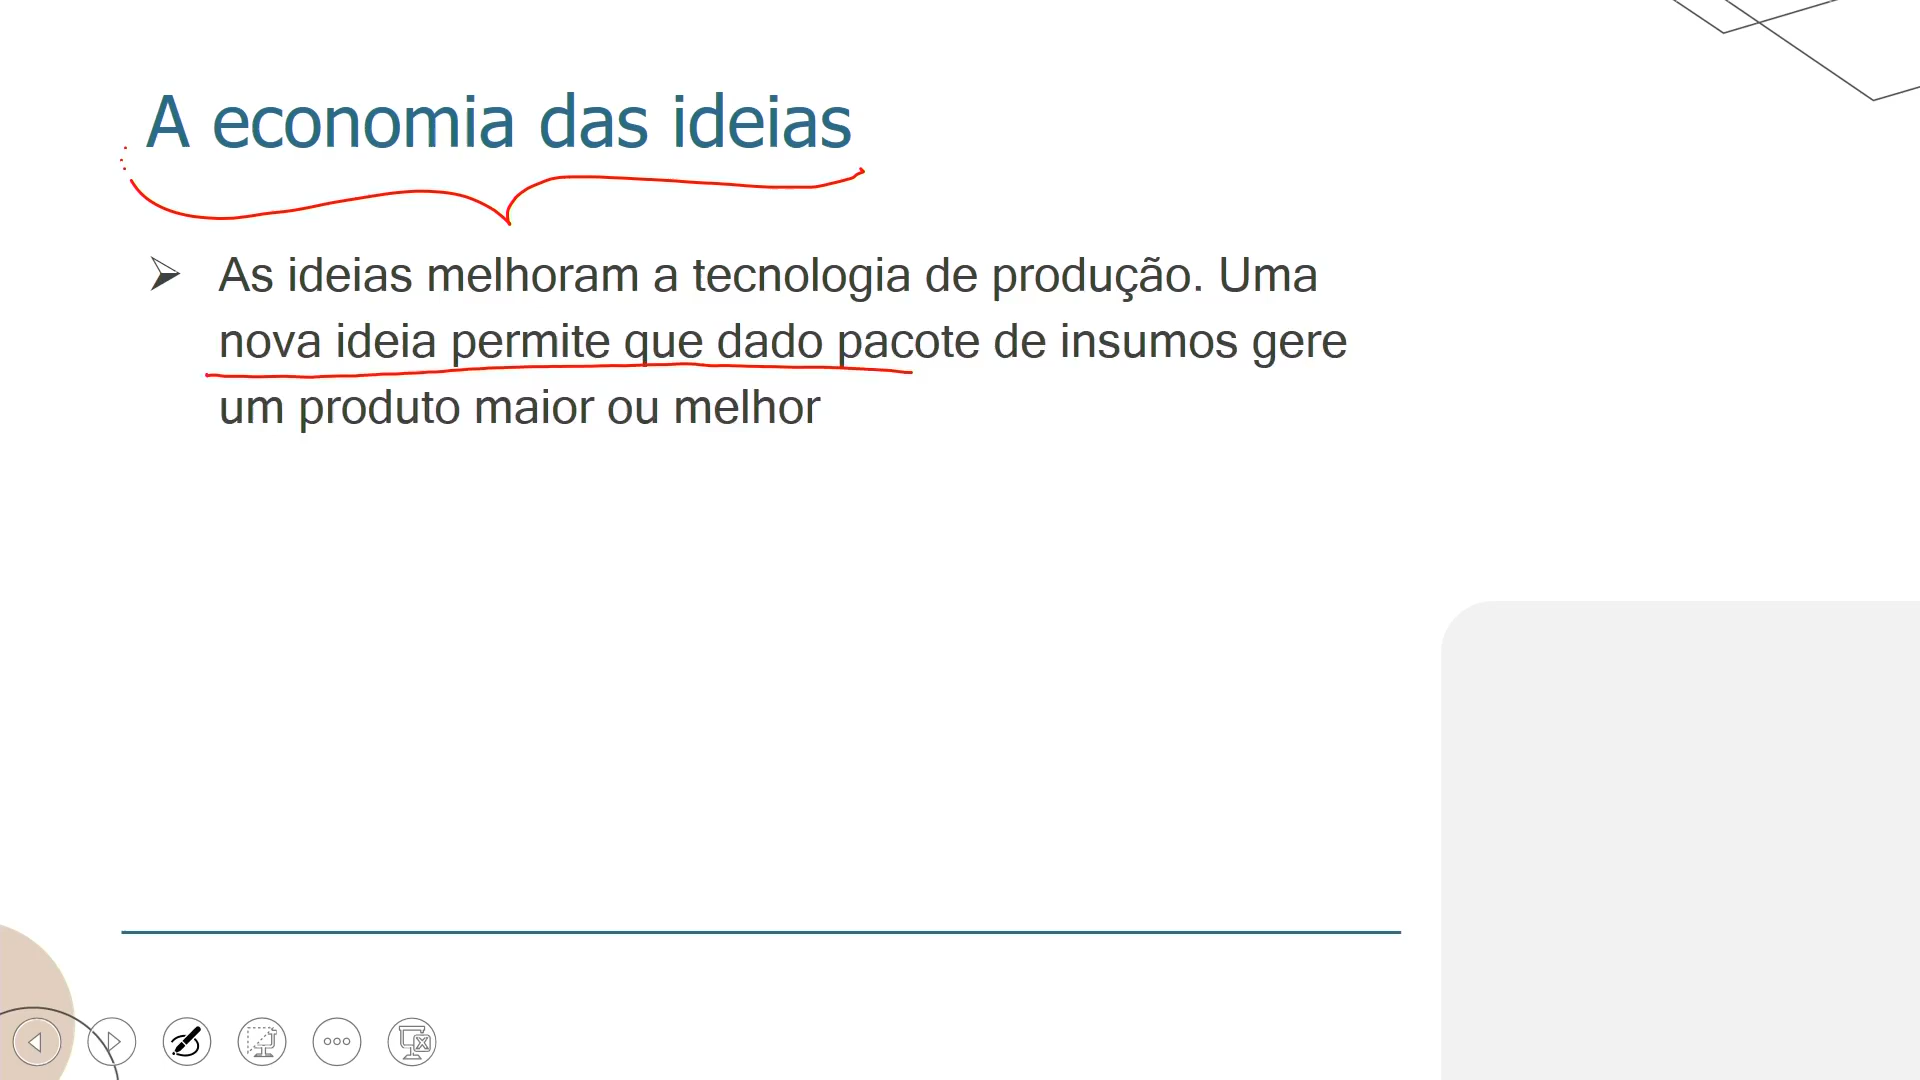 A economia das ideias
As ideias melhoram a tecnologia de produção. Uma
nova ideia permite que dado pacote de insumos gere
um produto maior ou melhor